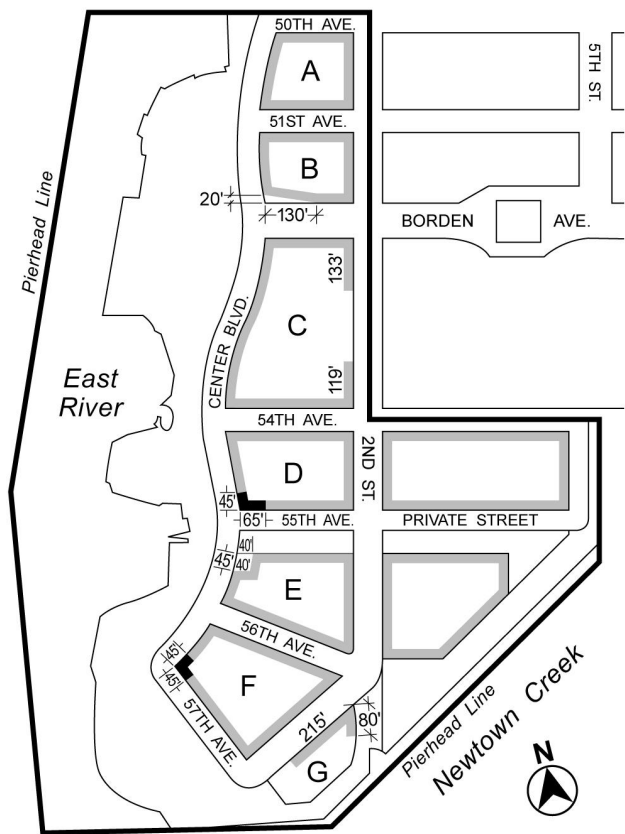 50TH AVE.
A
5TH ST.
51ST AVE.
B
20'
130'
BORDEN AVE.
Pierhead Line
133'
C
CENTER BLVD.
119'
East
River
54TH AVE.
2ND ST.
D
45'
65'
55TH AVE.
PRIVATE STREET
45'
40'
40'
E
56TH AVE.
45'
45'
F
57TH AVE.
215'
80'
G
Pierhead Line
Newtown Creek
N